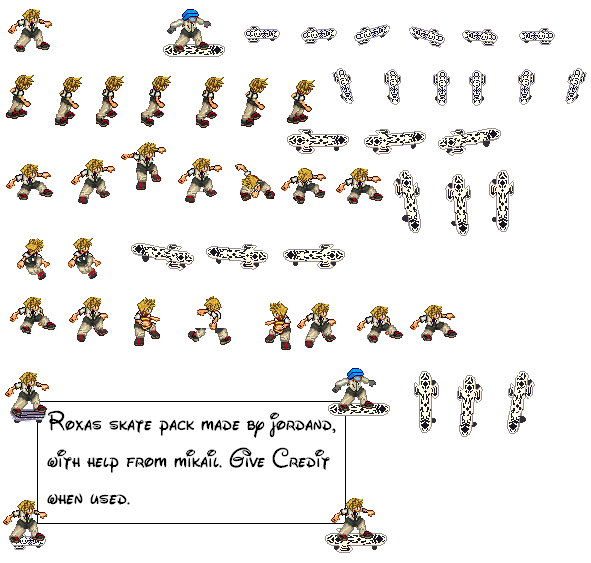 Roxas skate pack made by jordand,
with help from mikail. Give Credit
when used.